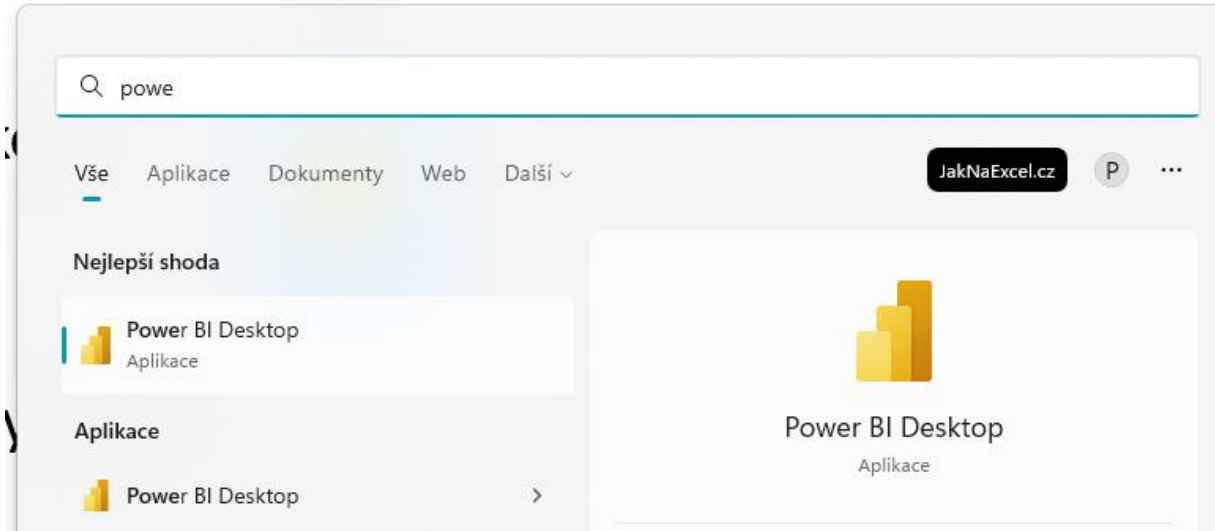 powe
Vše Aplikace Dokumenty Web Další
JakNaExcel.cz P
Nejlepší shoda
Power BI Desktop
Aplikace
Aplikace
Power BI Desktop
Power BI Desktop
Aplikace